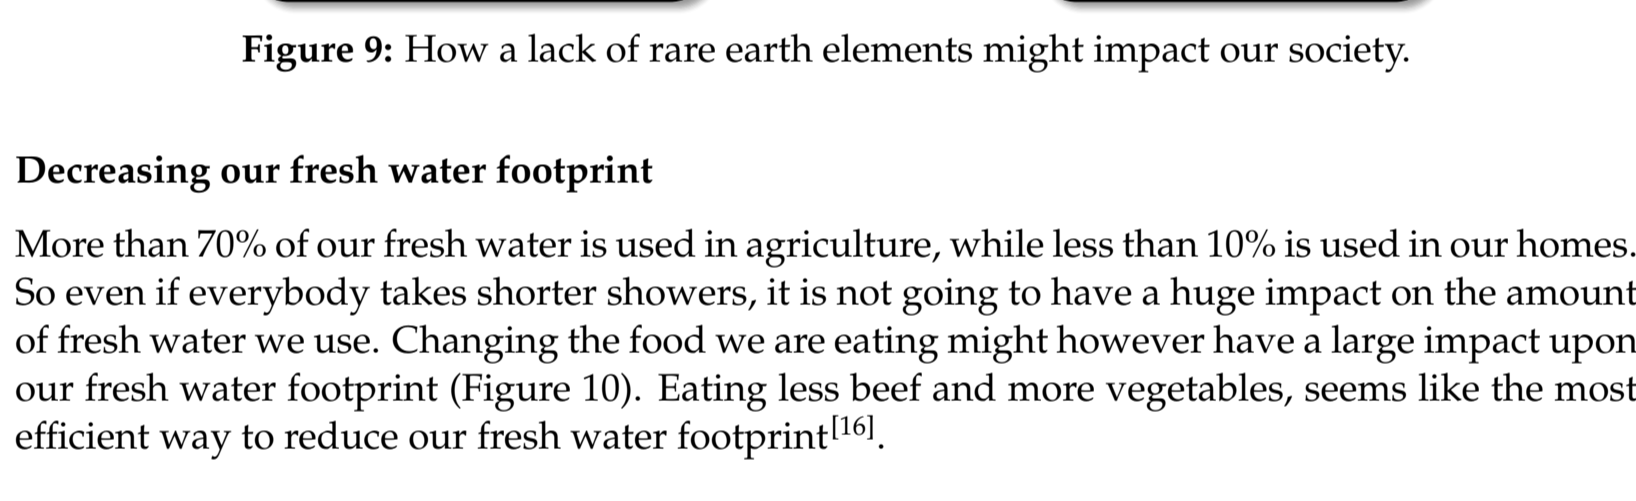 Figure 9: How a lack of rare earth elements might impact our society.
Decreasing our fresh water footprint
More than 70% of our fresh water is used in agriculture, while less than 10% is used in our homes.
So even if everybody takes shorter showers, it is not going to have a huge impact on the amount
of fresh water we use. Changing the food we are eating might however have a large impact upon
our fresh water footprint (Figure 10). Eating less beef and more vegetables, seems like the most
efficient way to reduce our fresh water footprint[16].